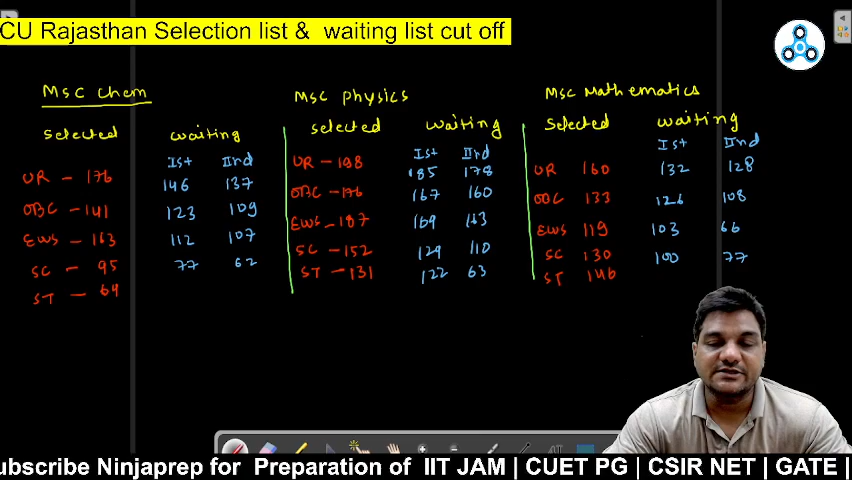 CU Rajasthan Selection list & waiting list cut off
MSC Chem
Selected waiting
Ist IInd
UR - 176 146 137
OBC - 141 123 109
EWS - 163 112 107
SC - 95 77 62
ST - 64
MSC Physics
Selected waiting
Ist IInd
UR - 198 185 178
OBC - 176 167 160
EWS - 187 169 163
SC - 152 129 110
ST - 131 122 63
MSC Mathematics
Selected waiting
Ist IInd
UR 160 132 128
OBC 133 126 108
EWS 119 103 66
SC 130 100 77
ST 146
ubscribe Ninjaprep for Preparation of IIT JAM | CUET PG | CSIR NET | GATE |